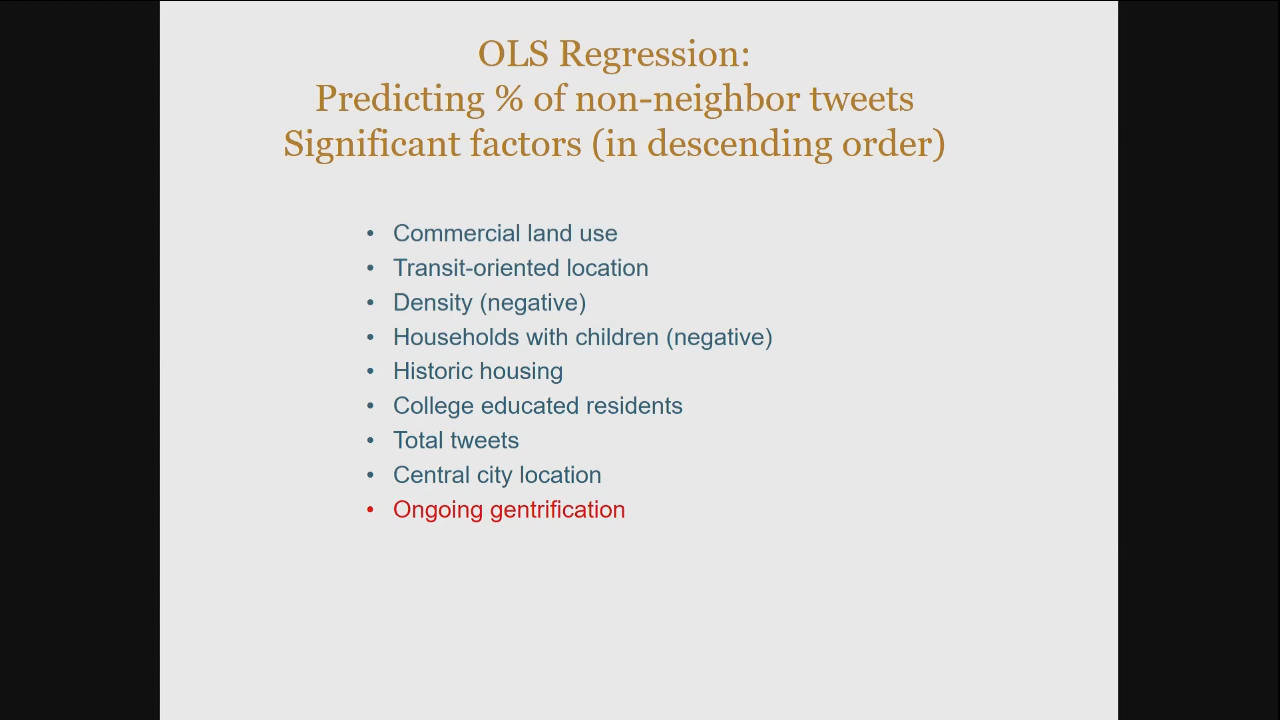 OLS Regression:
Predicting % of non-neighbor tweets
Significant factors (in descending order)
• Commercial land use
• Transit-oriented location
• Density (negative)
• Households with children (negative)
• Historic housing
• College educated residents
• Total tweets
• Central city location
• Ongoing gentrification